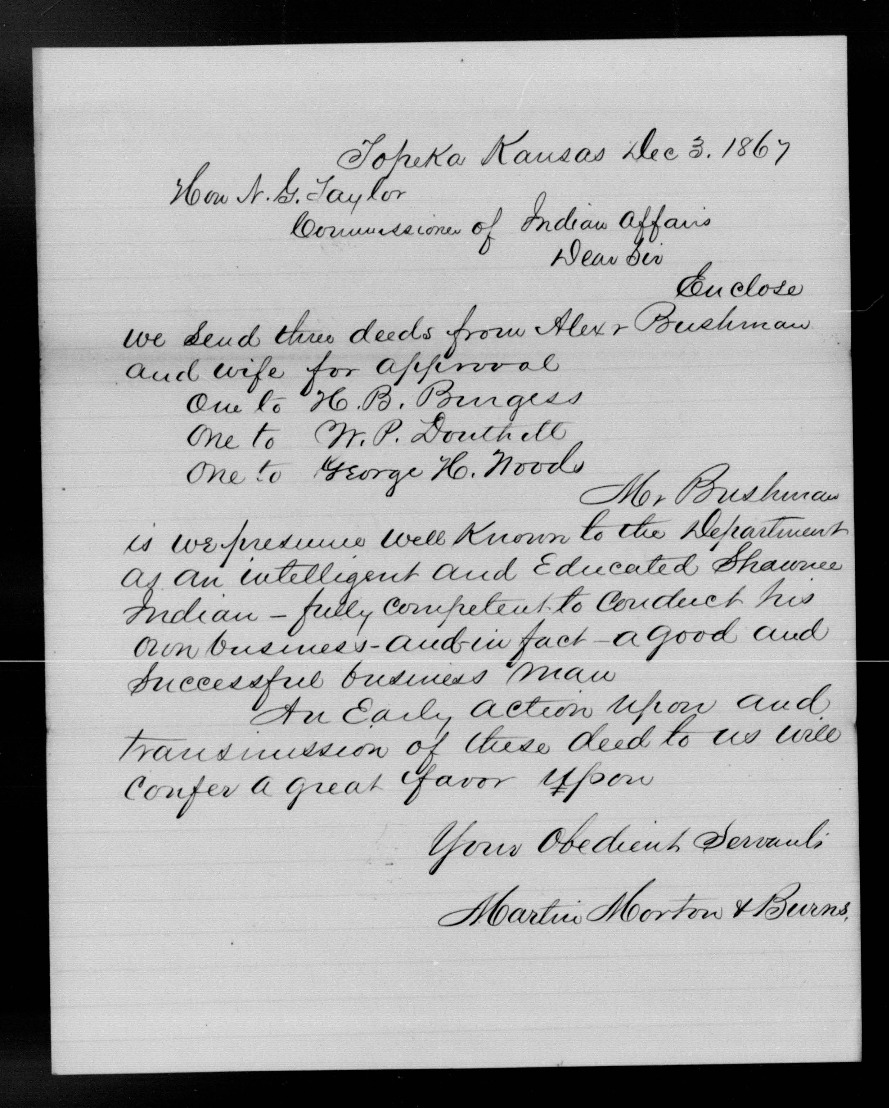 Topeka Kansas Dec 3. 1867
Hon N. G. Taylor
Commissioner of Indian Affairs
Dear Sir
Enclose
we send three deeds from Alexr Bushman
and wife for approval
One to H. B. Burgess
One to W. P. Douthett
One to George H. Woods
Mr Bushman
is we presume well Known to the Department
as an intelligent and Educated Shawnee
Indian – fully competent to Conduct his
own business - and in fact – a good and
Successful business man
An Early action upon and
transmission of these deed to us will
Confer a great favor upon
Your Obedient Servants
Martin Morton & Burns.